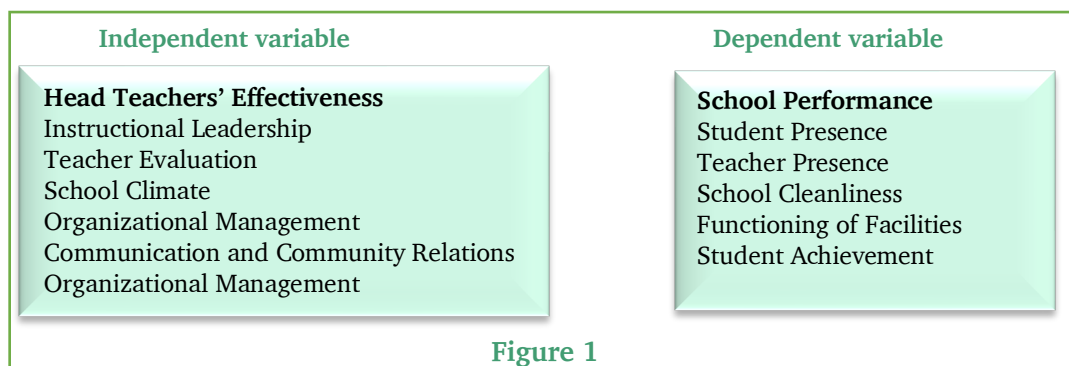 Independent variable
Dependent variable
Head Teachers’ Effectiveness
Instructional Leadership
Teacher Evaluation
School Climate
Organizational Management
Communication and Community Relations
Organizational Management
School Performance
Student Presence
Teacher Presence
School Cleanliness
Functioning of Facilities
Student Achievement
Figure 1